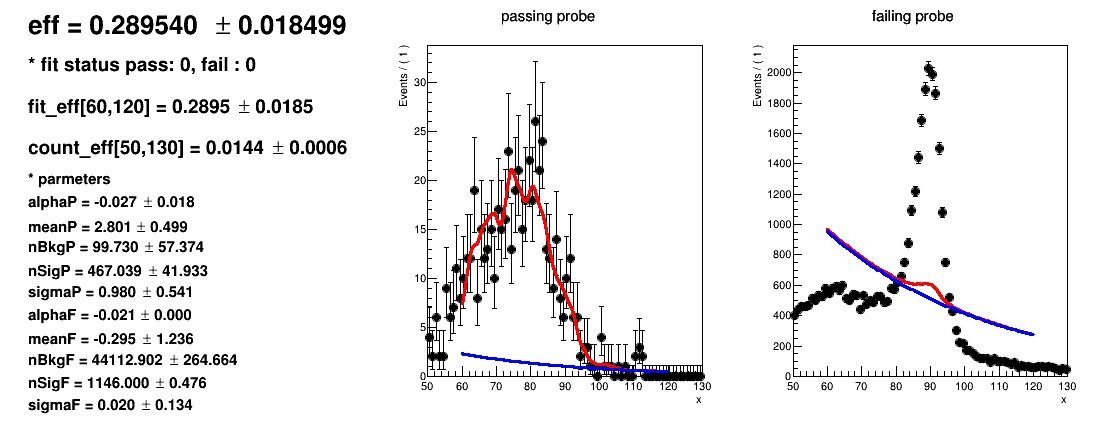 eff = 0.289540 ± 0.018499
* fit status pass: 0, fail : 0
fit_eff[60,120] = 0.2895 ± 0.0185
count_eff[50,130] = 0.0144 ± 0.0006
* parmeters
alphaP = -0.027 ± 0.018
meanP = 2.801 ± 0.499
nBkgP = 99.730 ± 57.374
nSigP = 467.039 ± 41.933
sigmaP = 0.980 ± 0.541
alphaF = -0.021 ± 0.000
meanF = -0.295 ± 1.236
nBkgF = 44112.902 ± 264.664
nSigF = 1146.000 ± 0.476
sigmaF = 0.020 ± 0.134
passing probe
Events / ( 1 )
30
25
20
15
10
5
0
50 60 70 80 90 100 110 120 130
x
failing probe
Events / ( 1 )
2000
1800
1600
1400
1200
1000
800
600
400
200
0
50 60 70 80 90 100 110 120 130
x